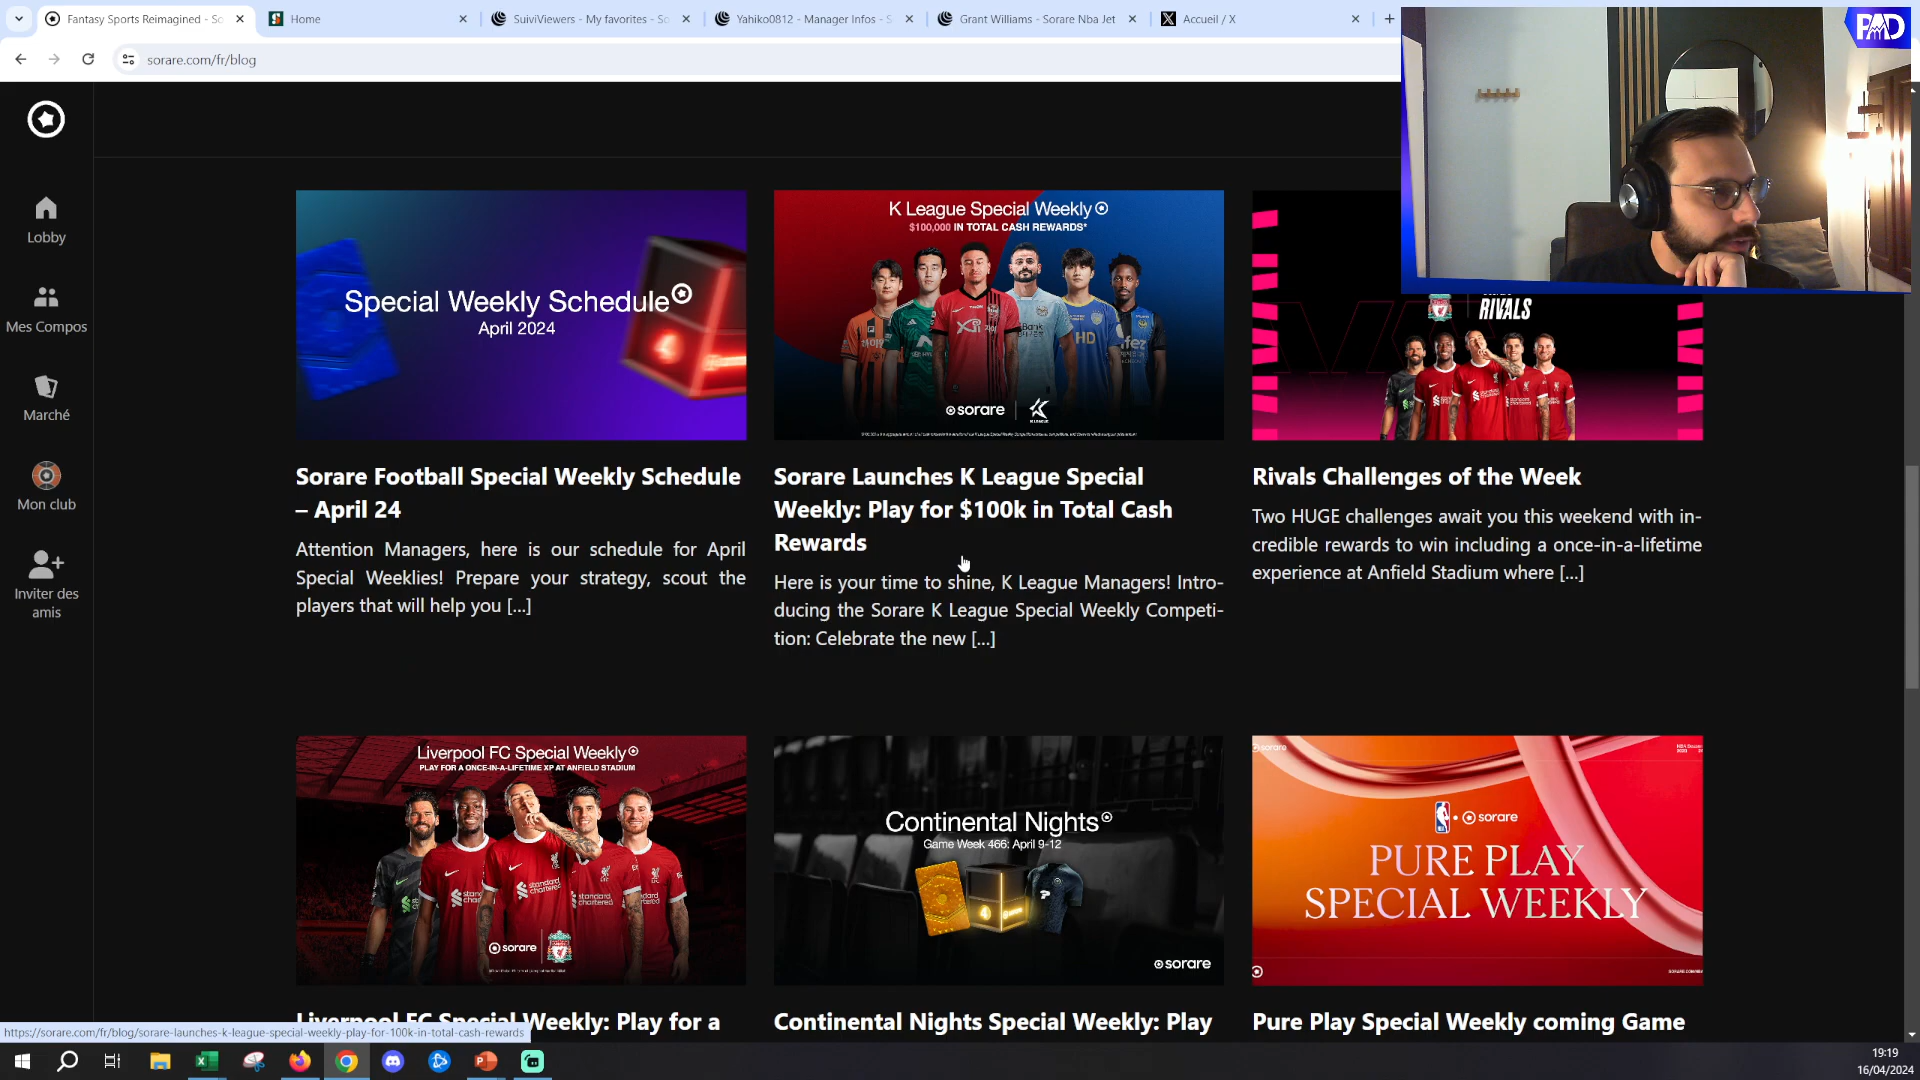 Fantasy Sports Reimagined - So
Home
SuiviViewers - My favorites - So
Yahiko0812 - Manager Infos - S
Grant Williams - Sorare Nba Jet
Accueil / X
sorare.com/fr/blog
PAD
Lobby
Mes Compos
Marché
Mon club
Inviter des
amis
Special Weekly Schedule
April 2024
K League Special Weekly
$100,000 IN TOTAL CASH REWARDS*
sorare
RIVALS
Sorare Football Special Weekly Schedule
– April 24
Attention Managers, here is our schedule for April
Special Weeklies! Prepare your strategy, scout the
players that will help you [...]
Sorare Launches K League Special
Weekly: Play for $100k in Total Cash
Rewards
Here is your time to shine, K League Managers! Intro-
ducing the Sorare K League Special Weekly Competi-
tion: Celebrate the new [...]
Rivals Challenges of the Week
Two HUGE challenges await you this weekend with in-
credible rewards to win including a once-in-a-lifetime
experience at Anfield Stadium where [...]
Liverpool FC Special Weekly
PLAY FOR A ONCE-IN-A-LIFETIME XP AT ANFIELD STADIUM
sorare
Continental Nights
Game Week 466: April 9-12
sorare
sorare
sorare
PURE PLAY
SPECIAL WEEKLY
Liverpool FC Special Weekly: Play for a
Continental Nights Special Weekly: Play
Pure Play Special Weekly coming Game
https://sorare.com/fr/blog/sorare-launches-k-league-special-weekly-play-for-100k-in-total-cash-rewards
19:19
16/04/2024